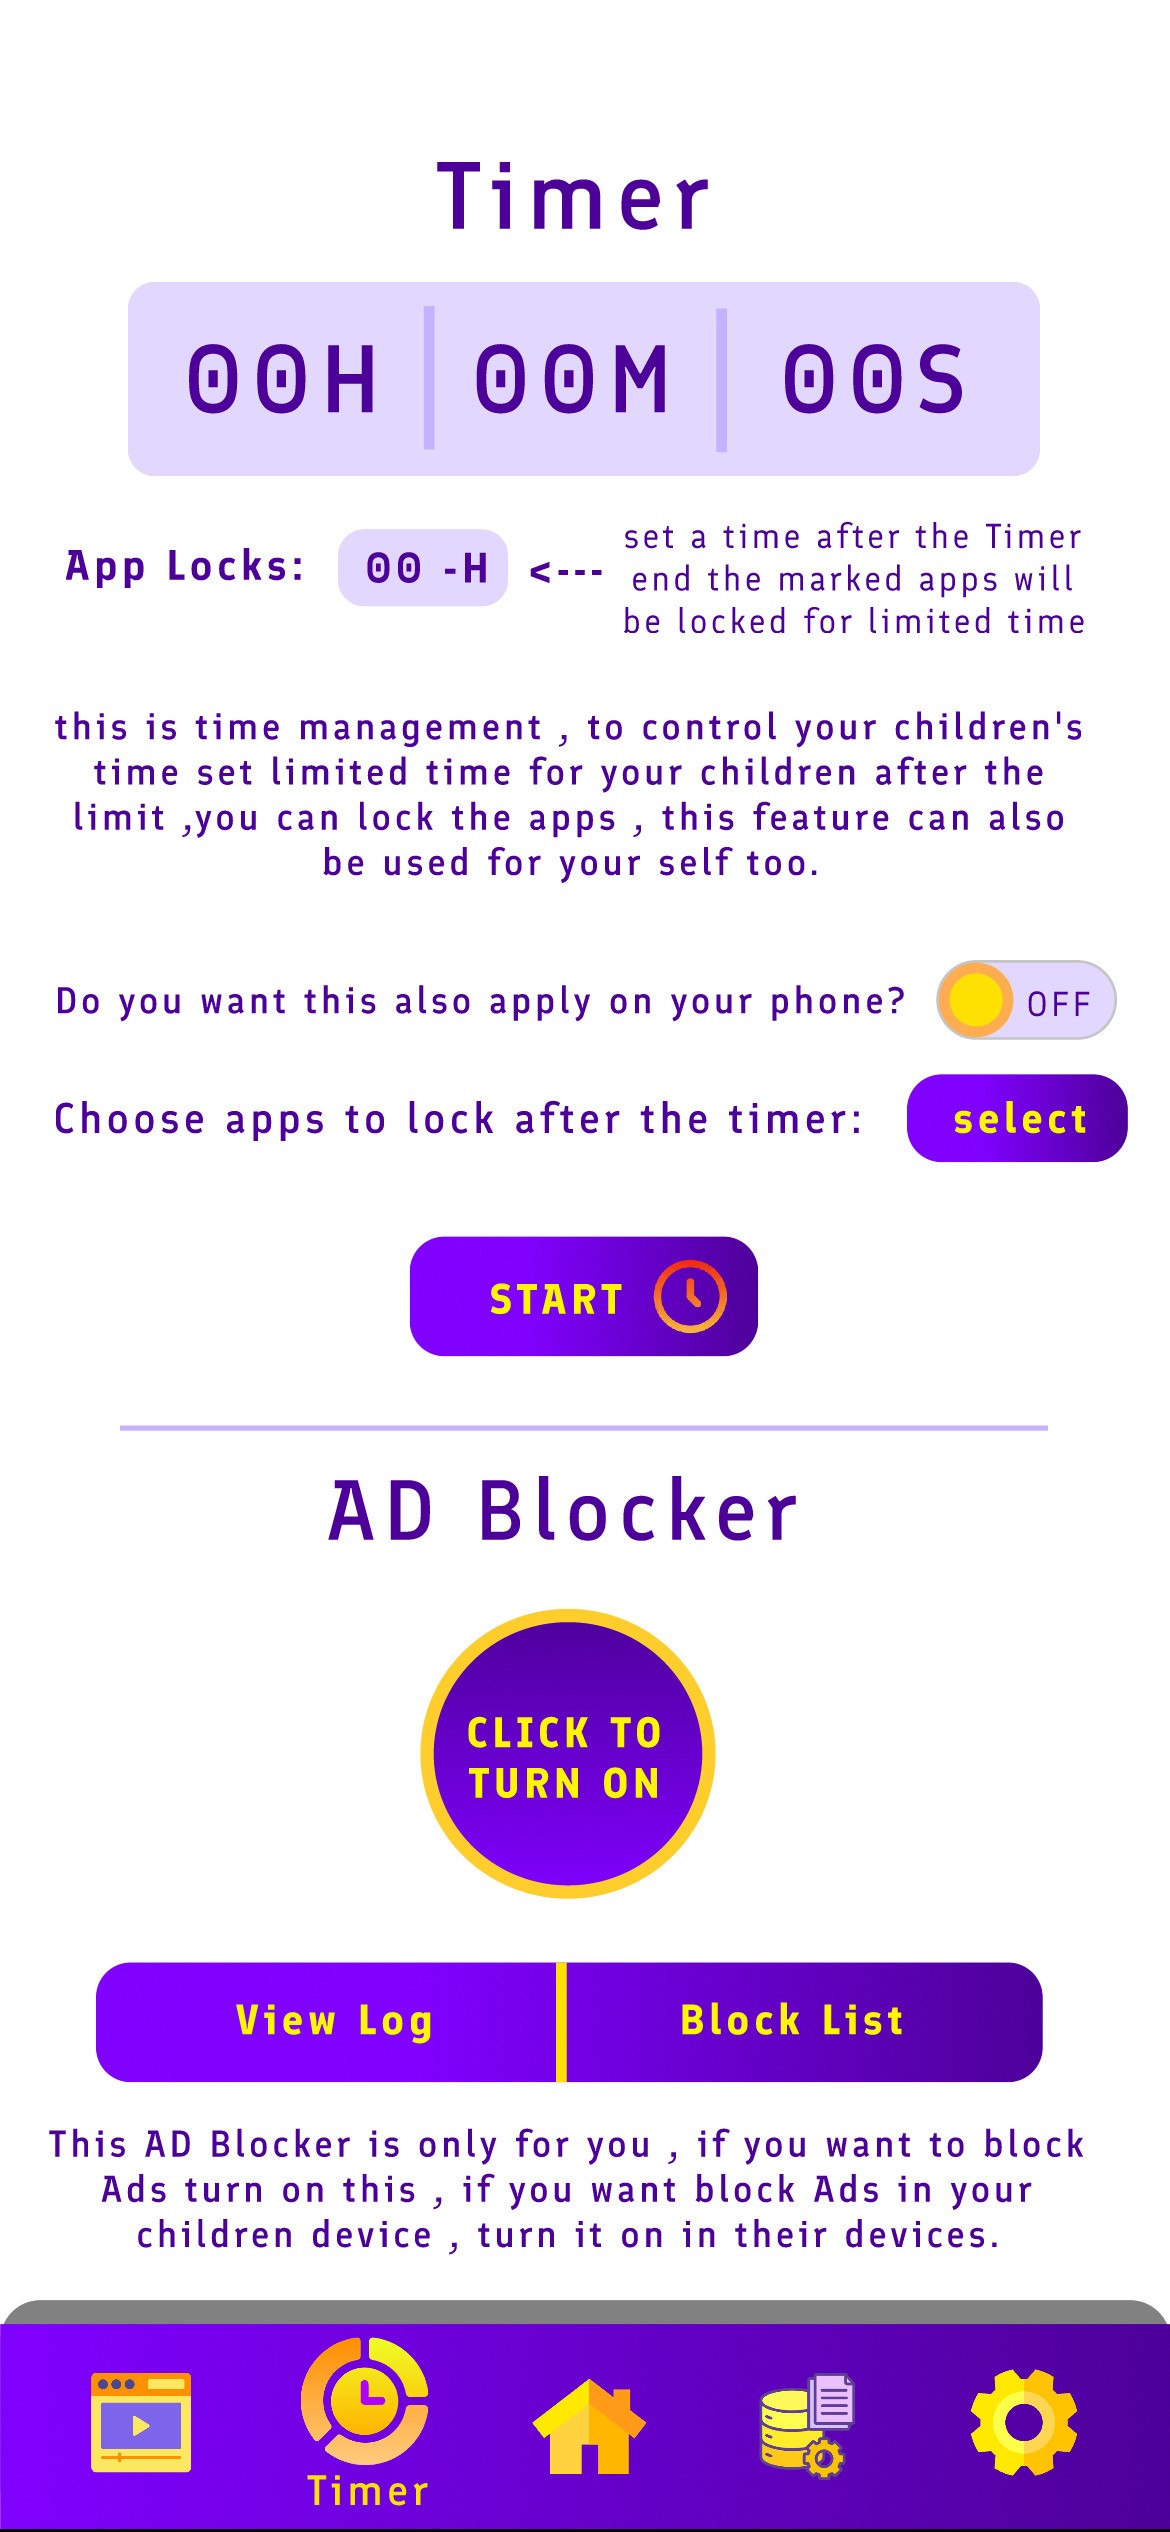 Timer
00H 00M 00S
App Locks: 00 -H <--- set a time after the Timer
end the marked apps will
be locked for limited time
this is time management , to control your children's
time set limited time for your children after the
limit ,you can lock the apps , this feature can also
be used for your self too.
Do you want this also apply on your phone? OFF
Choose apps to lock after the timer: select
START
AD Blocker
CLICK TO
TURN ON
View Log Block List
This AD Blocker is only for you , if you want to block
Ads turn on this , if you want block Ads in your
children device , turn it on in their devices.
Timer